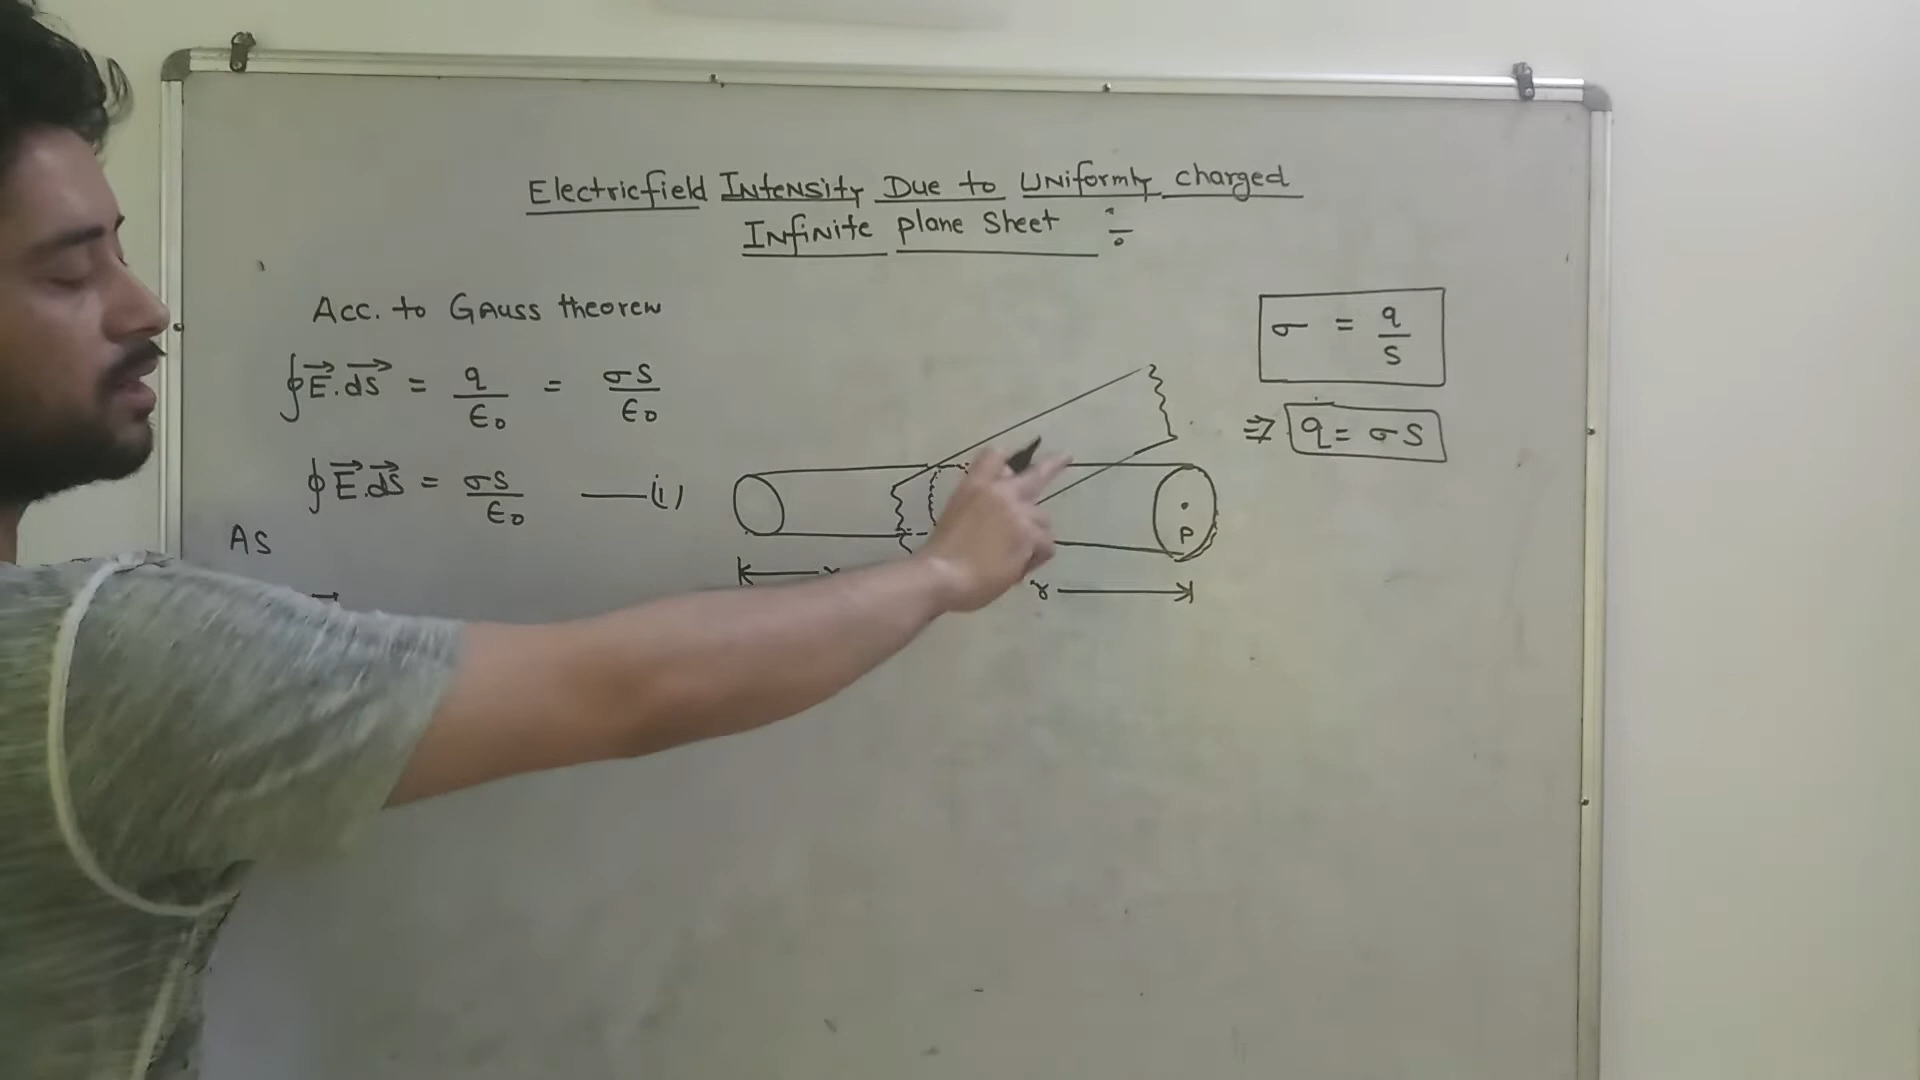 Electricfield Intensity Due to Uniformly charged
Infinite plane Sheet ÷
Acc. to Gauss theorem
∮E⃗.dS⃗ = q/ϵ₀ = σS/ϵ₀
∮E⃗.dS⃗ = σS/ϵ₀ ——(i)
As
σ = q/S
⇒ q = σS
P
r
r